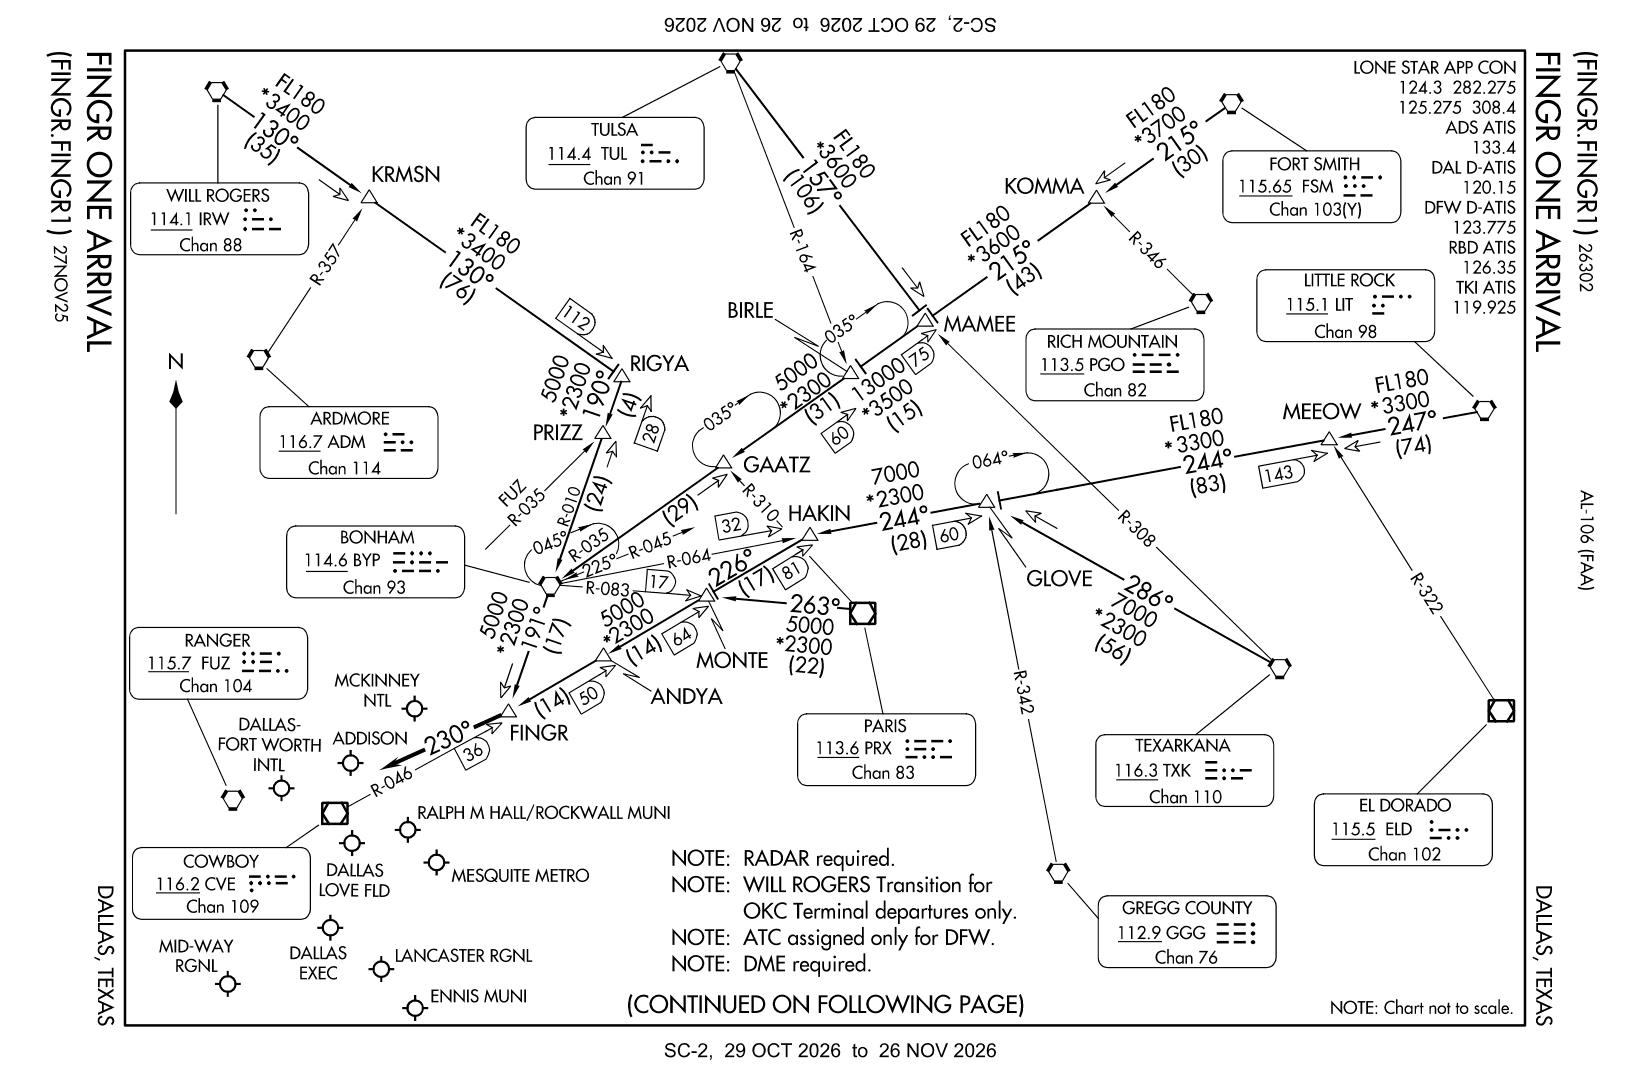 SC-2, 29 OCT 2026 to 26 NOV 2026
(FINGR.FINGR1) 27NOV25
FINGR ONE ARRIVAL
DALLAS, TEXAS
(FINGR.FINGR1) 26302
FINGR ONE ARRIVAL
AL-106 (FAA)
DALLAS, TEXAS
LONE STAR APP CON
124.3 282.275
125.275 308.4
ADS ATIS
133.4
DAL D-ATIS
120.15
DFW D-ATIS
123.775
RBD ATIS
126.35
TKI ATIS
119.925
FL180
*3400
130°
(35)
WILL ROGERS
114.1 IRW
Chan 88
KRMSN
R-357
FL180
*3400
130°
(76)
112
ARDMORE
116.7 ADM
Chan 114
N
TULSA
114.4 TUL
Chan 91
FL180
*3600
157°
(106)
R-164
FL180
*3700
215°
(30)
FORT SMITH
115.65 FSM
Chan 103(Y)
KOMMA
FL180
*3600
215°
(43)
R-346
RICH MOUNTAIN
113.5 PGO
Chan 82
LITTLE ROCK
115.1 LIT
Chan 98
BIRLE
035°
MAMEE
75
13000
*3500
(15)
60
5000
*2300
(31)
035°
GAATZ
RIGYA
5000
*2300
190°
(4)
28
PRIZZ
FUZ
R-035
R-010
(24)
BONHAM
114.6 BYP
Chan 93
045°
R-035
225°
R-045
(29)
R-310
32
R-064
R-083
17
HAKIN
7000
*2300
244°
(28)
60
064°
FL180
*3300
244°
(83)
143
MEEOW
FL180
*3300
247°
(74)
R-308
R-322
GLOVE
286°
7000
*2300
(56)
R-342
226°
(17)
81
263°
5000
*2300
(22)
MONTE
5000
*2300
(14)
64
ANDYA
(14)
50
5000
*2300
191°
(17)
FINGR
230°
36
R-046
RANGER
115.7 FUZ
Chan 104
MCKINNEY
NTL
DALLAS-
FORT WORTH
INTL
ADDISON
PARIS
113.6 PRX
Chan 83
TEXARKANA
116.3 TXK
Chan 110
EL DORADO
115.5 ELD
Chan 102
GREGG COUNTY
112.9 GGG
Chan 76
COWBOY
116.2 CVE
Chan 109
RALPH M HALL/ROCKWALL MUNI
DALLAS
LOVE FLD
MESQUITE METRO
MID-WAY
RGNL
DALLAS
EXEC
LANCASTER RGNL
ENNIS MUNI
NOTE: RADAR required.
NOTE: WILL ROGERS Transition for
OKC Terminal departures only.
NOTE: ATC assigned only for DFW.
NOTE: DME required.
(CONTINUED ON FOLLOWING PAGE)
NOTE: Chart not to scale.
SC-2, 29 OCT 2026 to 26 NOV 2026